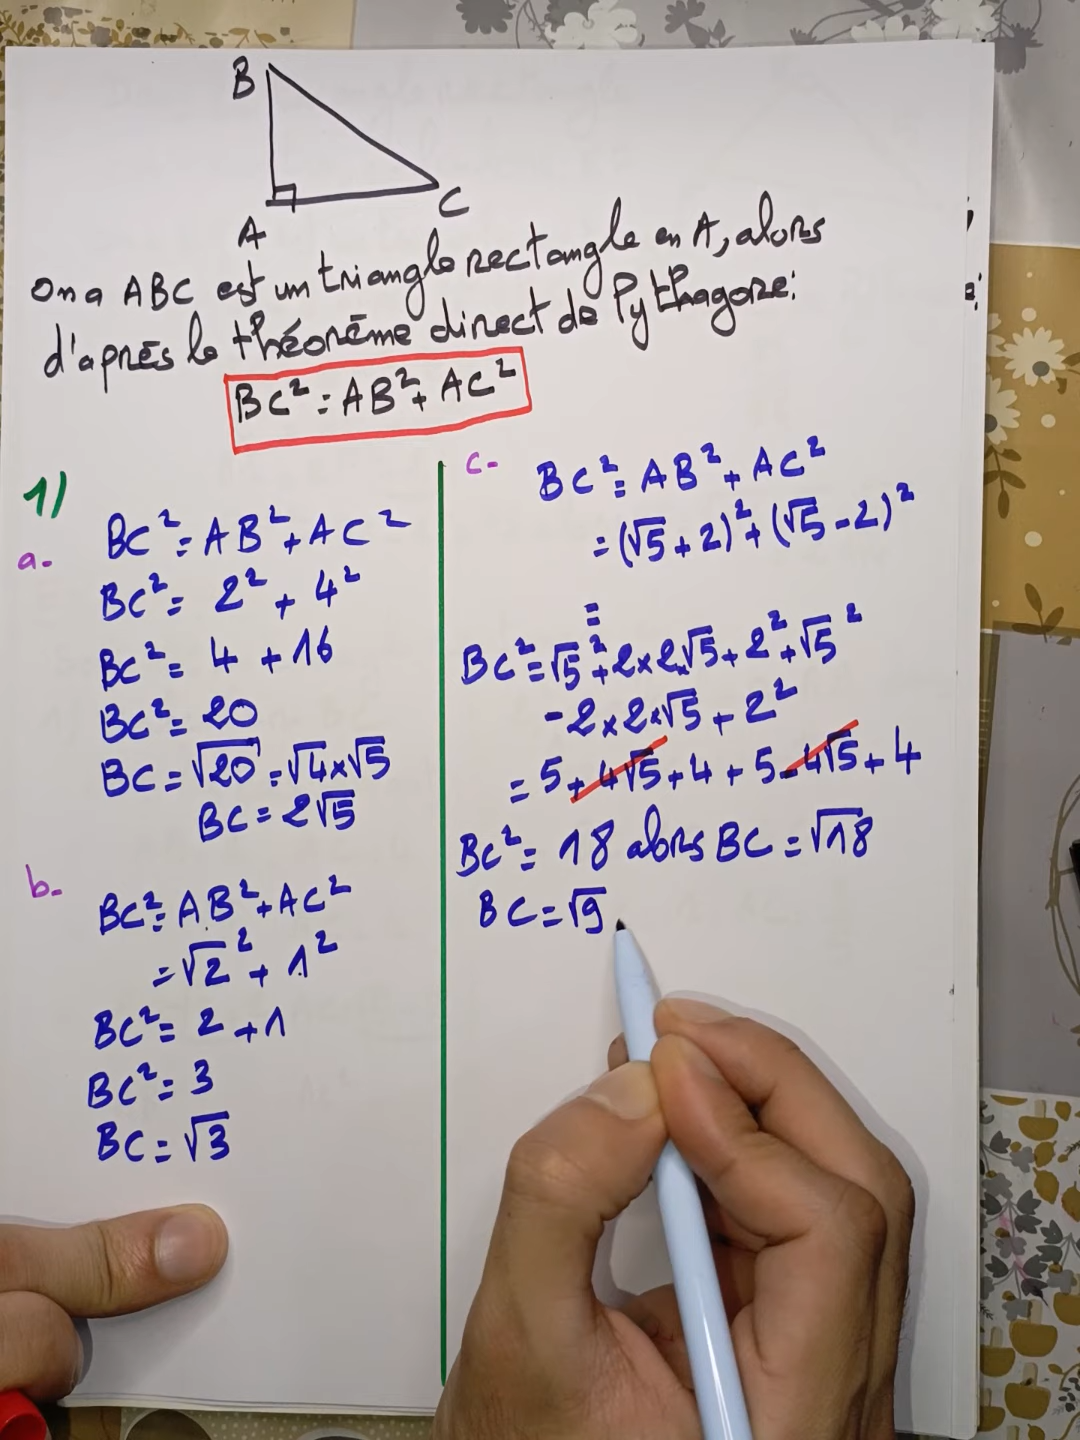 B
A
C
On a ABC est un triangle rectangle en A, alors
d'après le théorème direct de Pythagore:
BC² = AB² + AC²
1)
a-
BC² = AB² + AC²
BC² = 2² + 4²
BC² = 4 + 16
BC² = 20
BC = √20 = √4 × √5
BC = 2√5
b-
BC² = AB² + AC²
= √2² + 1²
BC² = 2 + 1
BC² = 3
BC = √3
c-
BC² = AB² + AC²
= (√5 + 2)² + (√5 - 2)²
=
BC² = √5² + 2 × 2 × √5 + 2² + √5²
- 2 × 2 × √5 + 2²
= 5 + 4√5 + 4 + 5 - 4√5 + 4
BC² = 18 alors BC = √18
BC = √9